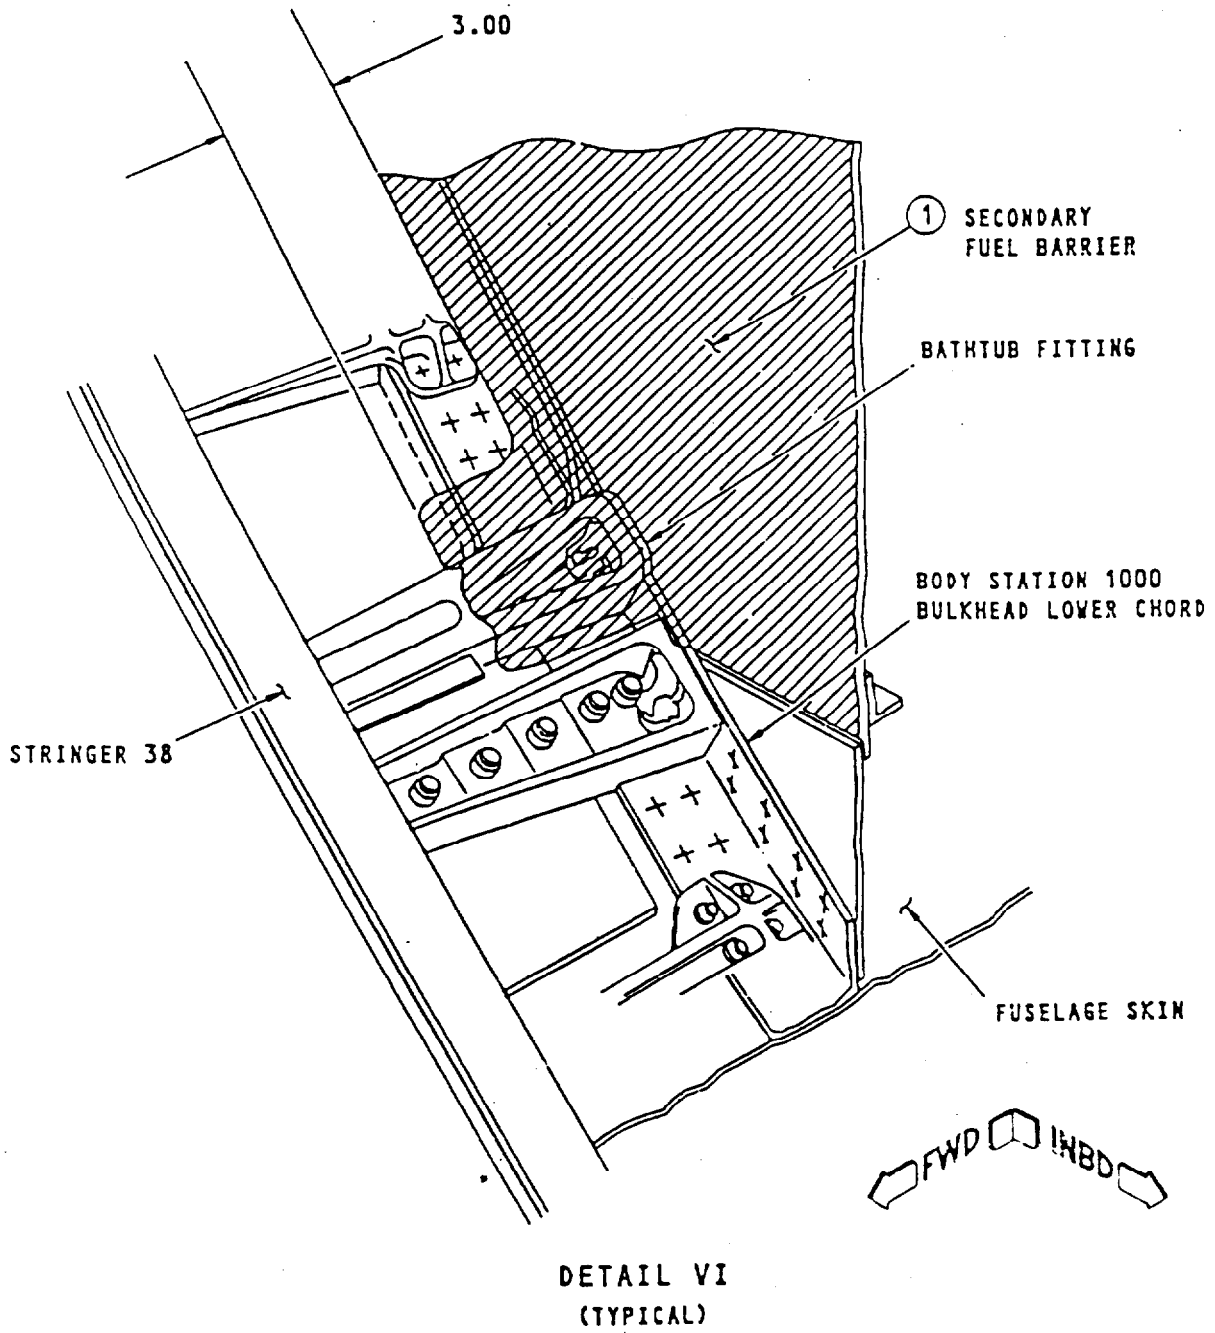 3.00
1 SECONDARY
FUEL BARRIER
BATHTUB FITTING
BODY STATION 1000
BULKHEAD LOWER CHORD
STRINGER 38
FUSELAGE SKIN
FWD INBD
DETAIL VI
(TYPICAL)